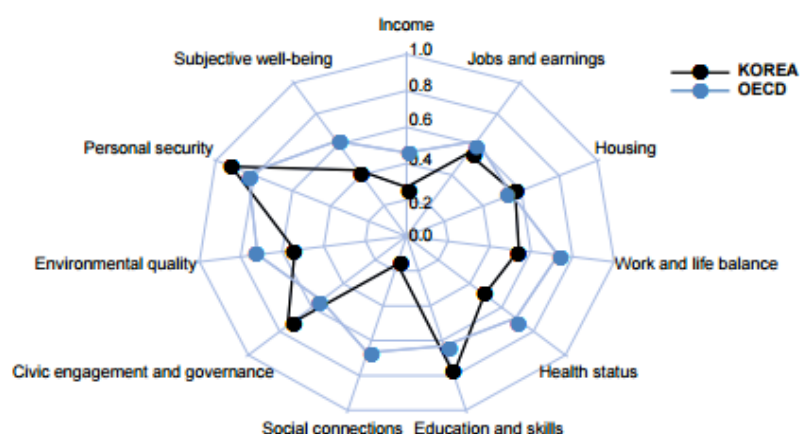 Income
1.0
Subjective well-being
Jobs and earnings
KOREA
OECD
0.8
0.6
Personal security
Housing
0.4
0.2
0.0
Environmental quality
Work and life balance
Civic engagement and governance
Health status
Social connections
Education and skills